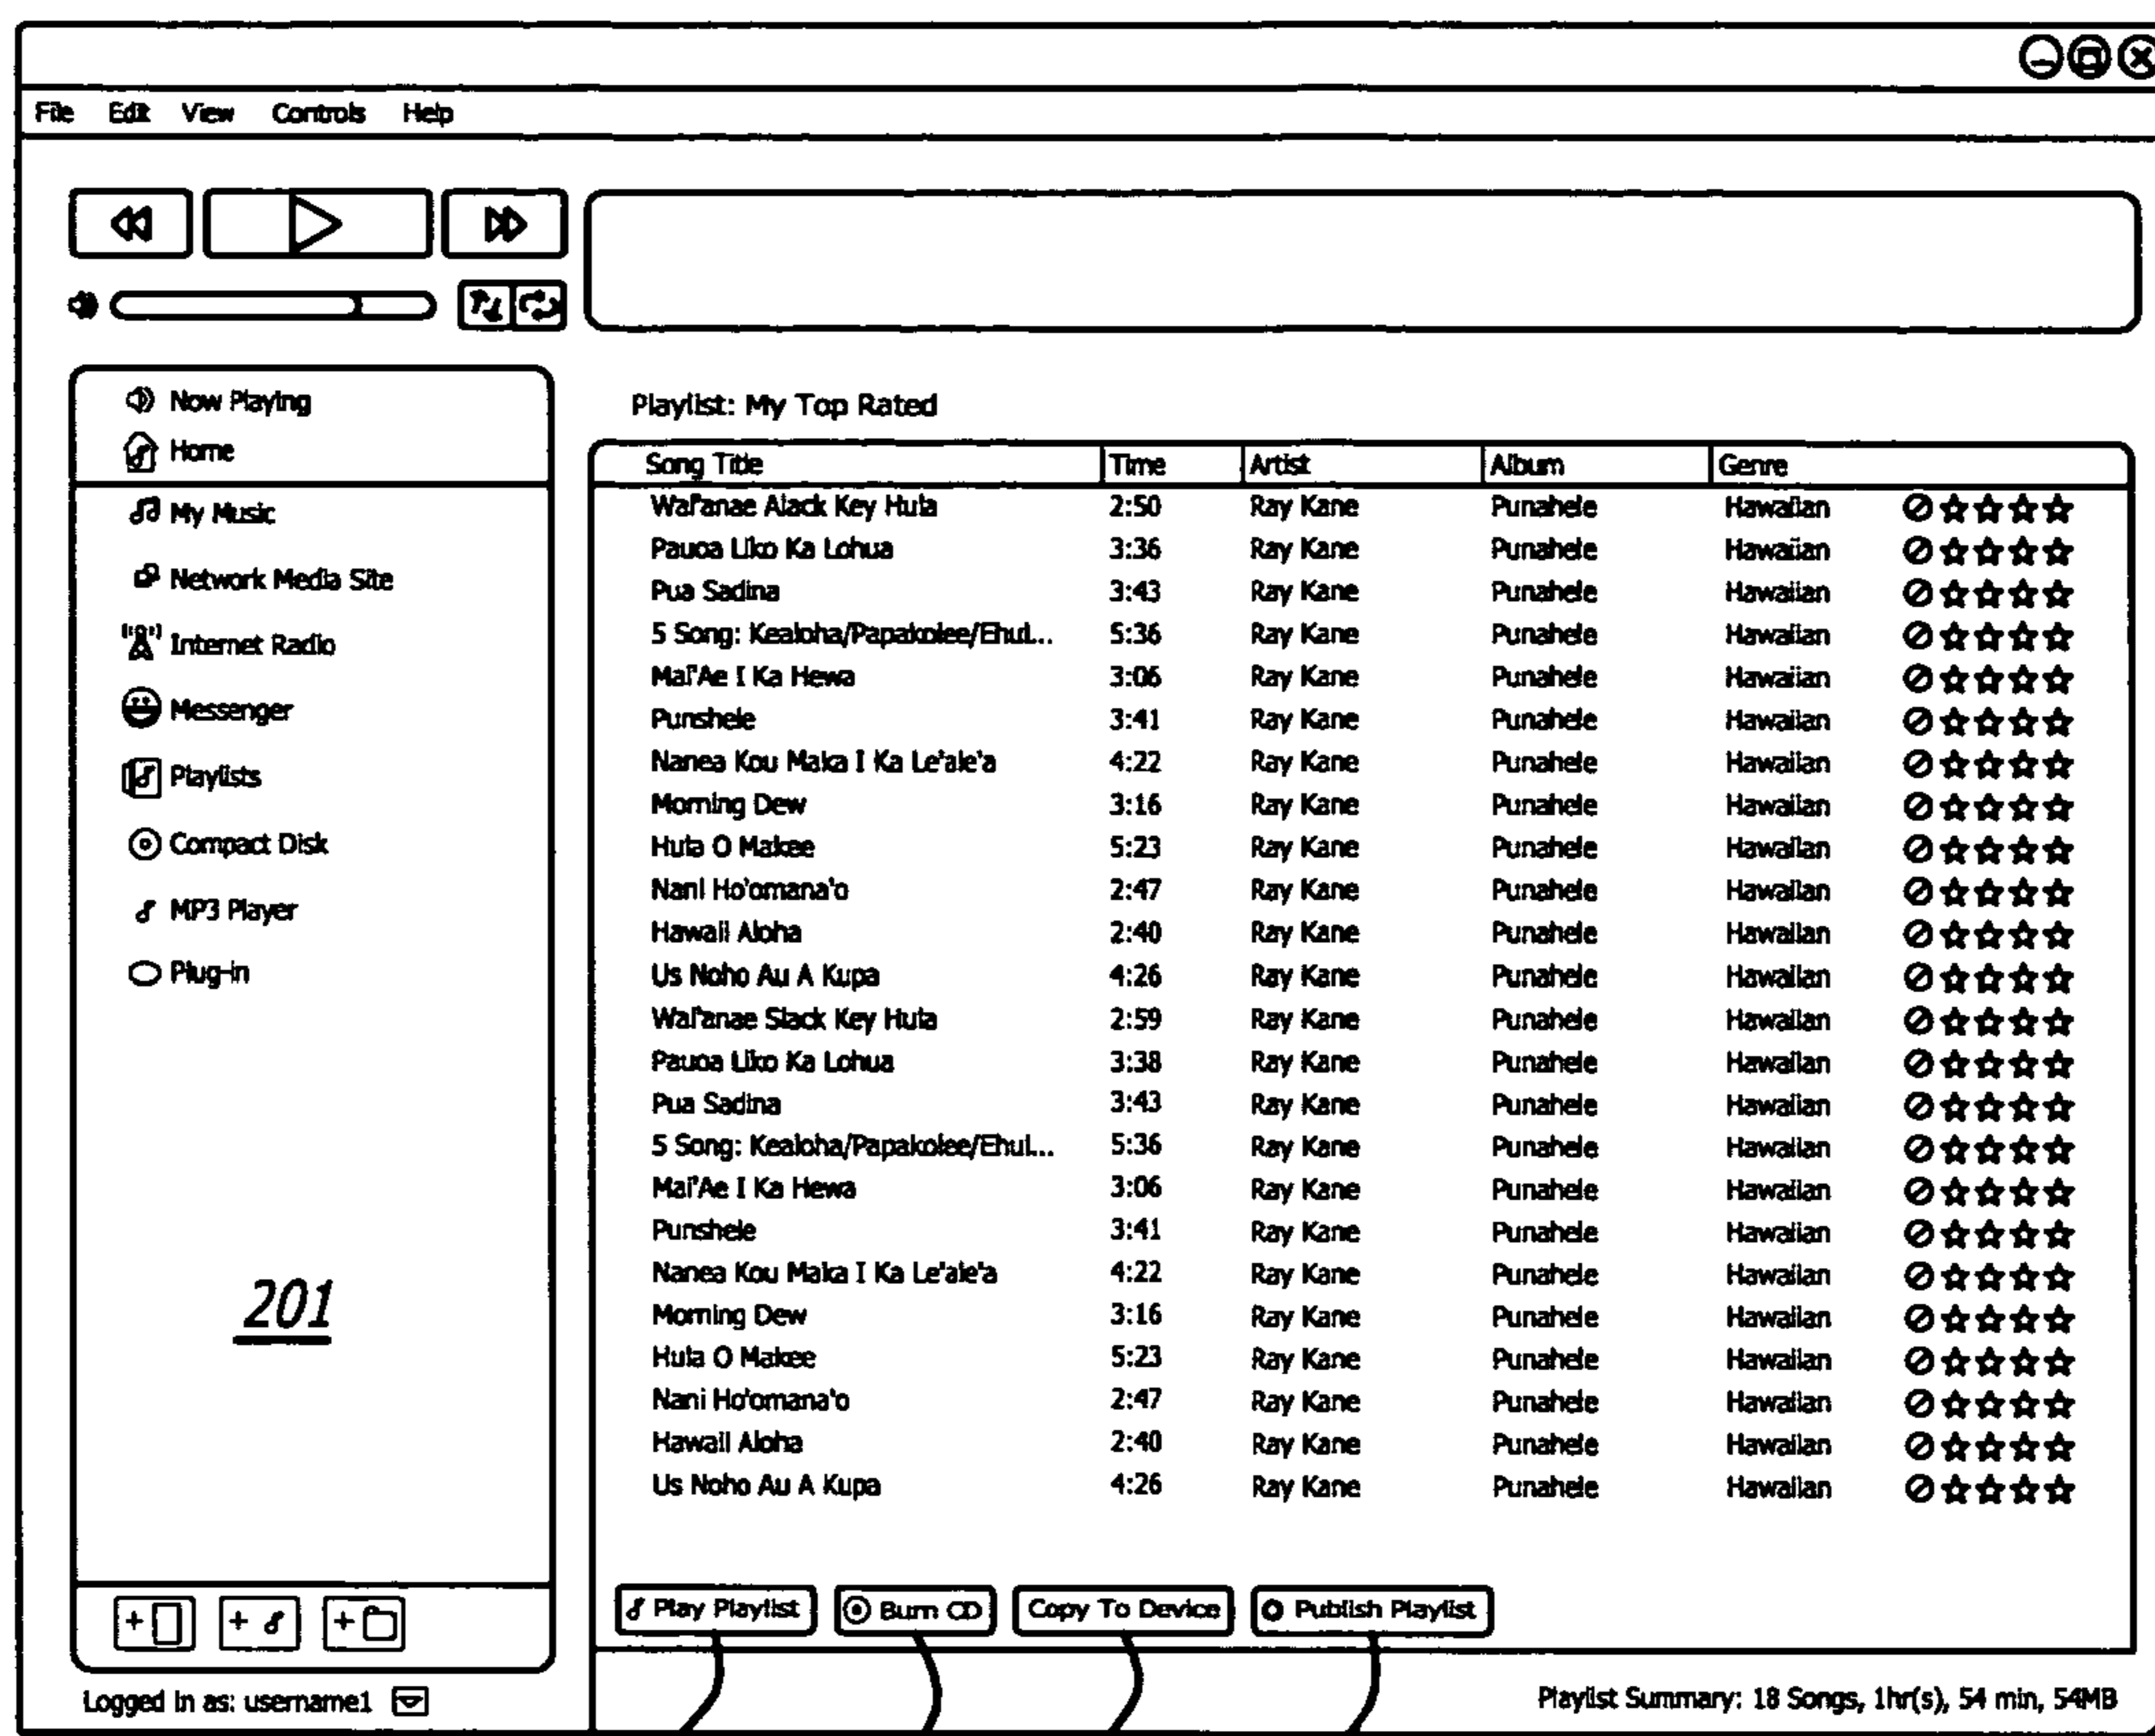 File Edit View Controls Help
Now Playing
Home
My Music
Network Media Site
Internet Radio
Messenger
Playlists
Compact Disk
MP3 Player
Plug-in
201
Logged in as: username1
Playlist: My Top Rated
Song Title Time Artist Album Genre
Wai'anae Alack Key Hula 2:50 Ray Kane Punahele Hawaiian
Pauoa Liko Ka Lohua 3:36 Ray Kane Punahele Hawaiian
Pua Sadina 3:43 Ray Kane Punahele Hawaiian
5 Song: Kealoha/Papakolee/Ehui... 5:36 Ray Kane Punahele Hawaiian
Mai'Ae I Ka Hewa 3:06 Ray Kane Punahele Hawaiian
Punshele 3:41 Ray Kane Punahele Hawaiian
Nanea Kou Maka I Ka Le'ale'a 4:22 Ray Kane Punahele Hawaiian
Morning Dew 3:16 Ray Kane Punahele Hawaiian
Hula O Makee 5:23 Ray Kane Punahele Hawaiian
Nani Ho'omana'o 2:47 Ray Kane Punahele Hawaiian
Hawaii Aloha 2:40 Ray Kane Punahele Hawaiian
Us Noho Au A Kupa 4:26 Ray Kane Punahele Hawaiian
Wai'anae Slack Key Hula 2:59 Ray Kane Punahele Hawaiian
Pauoa Liko Ka Lohua 3:38 Ray Kane Punahele Hawaiian
Pua Sadina 3:43 Ray Kane Punahele Hawaiian
5 Song: Kealoha/Papakolee/Ehui... 5:36 Ray Kane Punahele Hawaiian
Mai'Ae I Ka Hewa 3:06 Ray Kane Punahele Hawaiian
Punshele 3:41 Ray Kane Punahele Hawaiian
Nanea Kou Maka I Ka Le'ale'a 4:22 Ray Kane Punahele Hawaiian
Morning Dew 3:16 Ray Kane Punahele Hawaiian
Hula O Makee 5:23 Ray Kane Punahele Hawaiian
Nani Ho'omana'o 2:47 Ray Kane Punahele Hawaiian
Hawaii Aloha 2:40 Ray Kane Punahele Hawaiian
Us Noho Au A Kupa 4:26 Ray Kane Punahele Hawaiian
Play Playlist Burn CD Copy To Device Publish Playlist
Playlist Summary: 18 Songs, 1hr(s), 54 min, 54MB